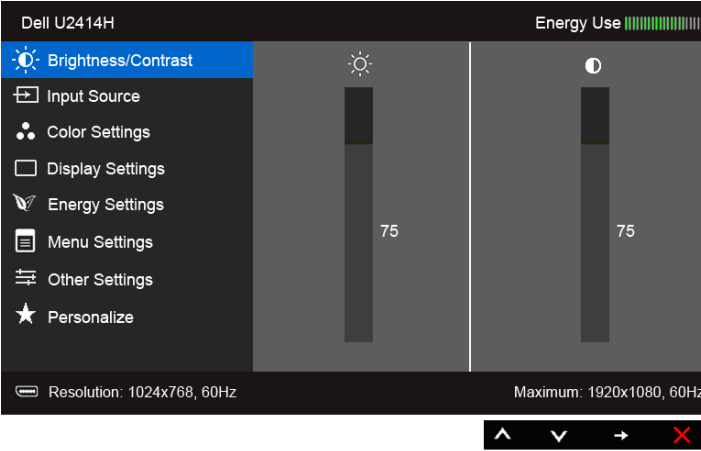 Dell U2414H
Energy Use
Brightness/Contrast
Input Source
Color Settings
Display Settings
Energy Settings
Menu Settings
Other Settings
Personalize
75
75
Resolution: 1024x768, 60Hz
Maximum: 1920x1080, 60Hz